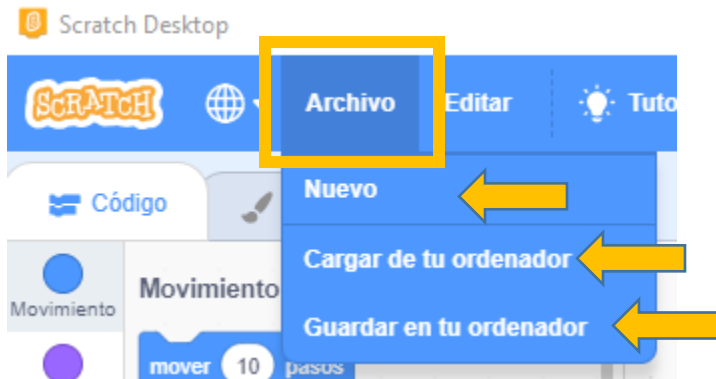 Scratch Desktop
SCRATCH Archivo Editar Tuto
Nuevo
Código
Cargar de tu ordenador
Movimiento
Movimiento
Guardar en tu ordenador
mover 10 pasos